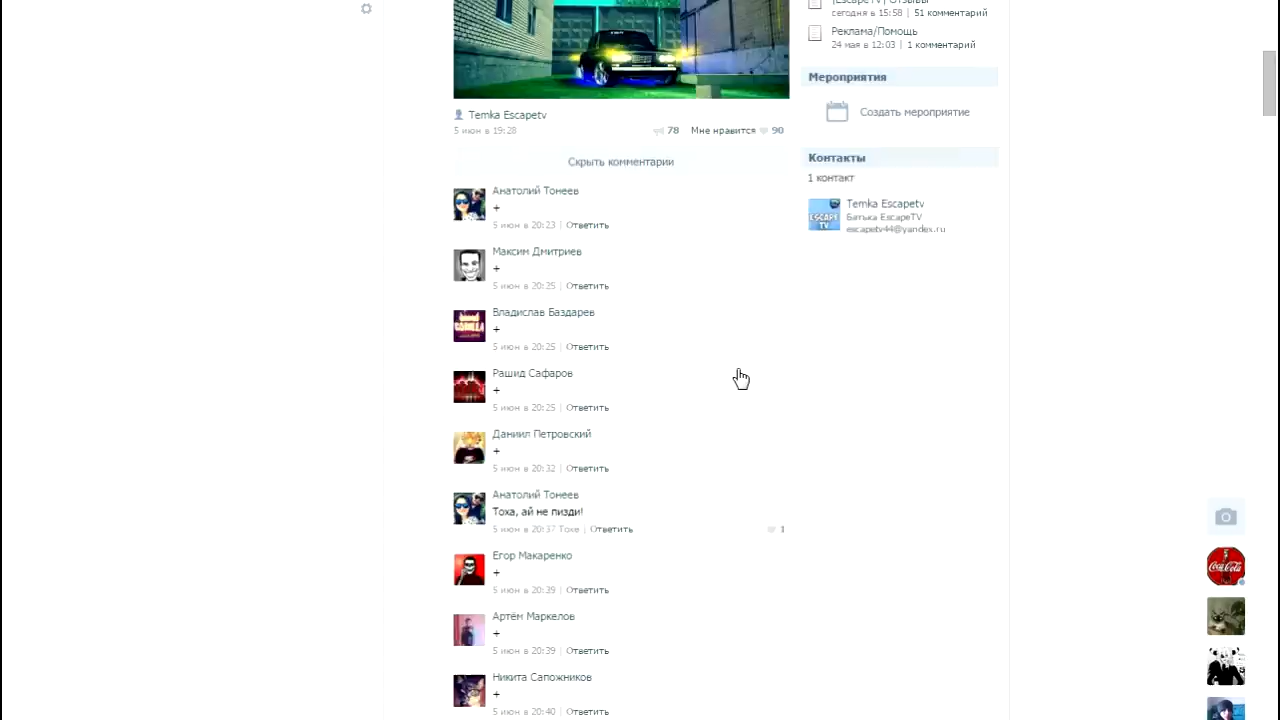 Temka Escapetv
5 июн в 19:28
78 Мне нравится 90
Скрыть комментарии
Анатолий Тонеев
+
5 июн в 20:23 | Ответить
Максим Дмитриев
+
5 июн в 20:25 | Ответить
Владислав Баздарев
+
5 июн в 20:25 | Ответить
Рашид Сафаров
+
5 июн в 20:25 | Ответить
Даниил Петровский
+
5 июн в 20:32 | Ответить
Анатолий Тонеев
Тоха, ай не пизди!
5 июн в 20:37 Тохе | Ответить
1
Егор Макаренко
+
5 июн в 20:39 | Ответить
Артём Маркелов
+
5 июн в 20:39 | Ответить
Никита Сапожников
+
5 июн в 20:40 | Ответить
[EscapeTV] Отзывы
сегодня в 15:58 | 51 комментарий
Реклама/Помощь
24 мая в 12:03 | 1 комментарий
Мероприятия
Создать мероприятие
Контакты
1 контакт
ESCAPE
TV
Temka Escapetv
Батька EscapeTV
escapetv44@yandex.ru
Coca-Cola